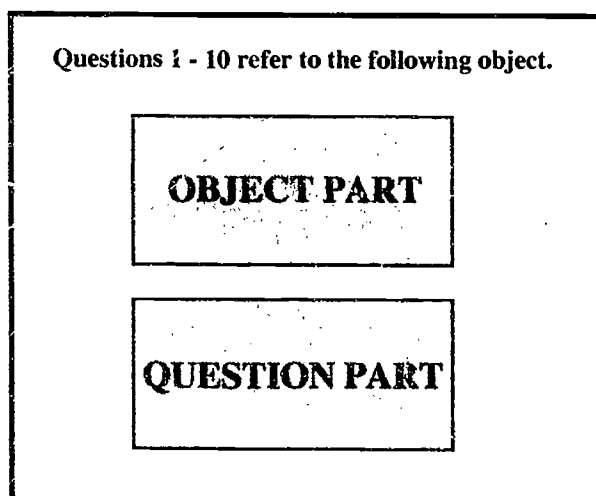 Questions 1 - 10 refer to the following object.
OBJECT PART
QUESTION PART